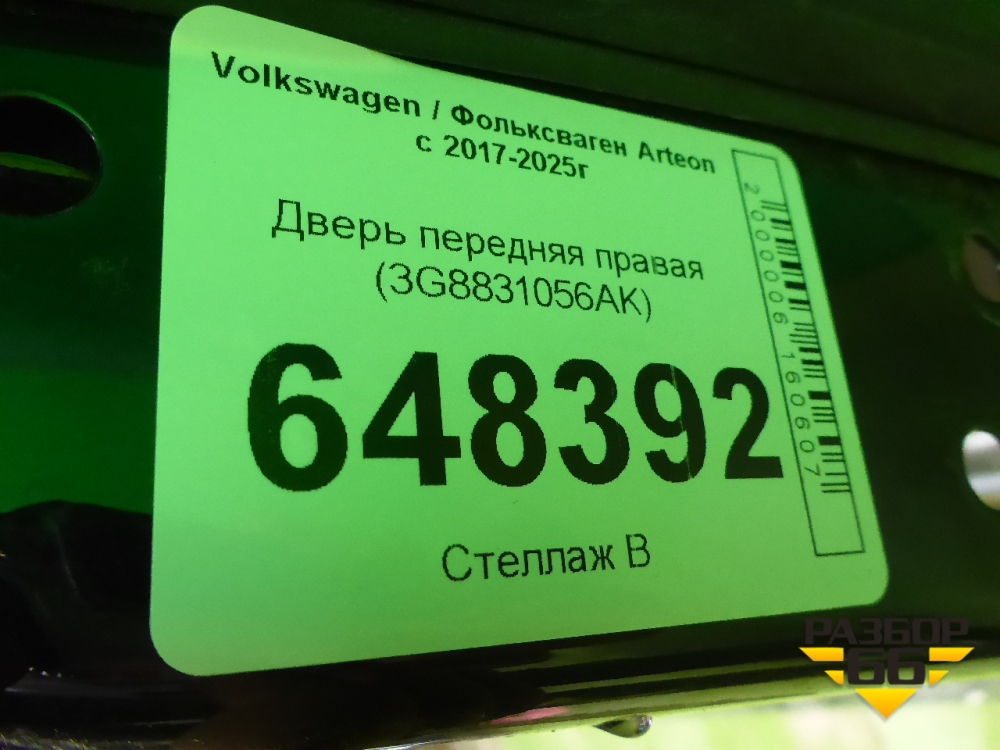 Volkswagen / Фольксваген Arteon
с 2017-2025г
Дверь передняя правая
(3G8831056AK)
648392
Стеллаж В
2000006160607
РАЗБОР
66